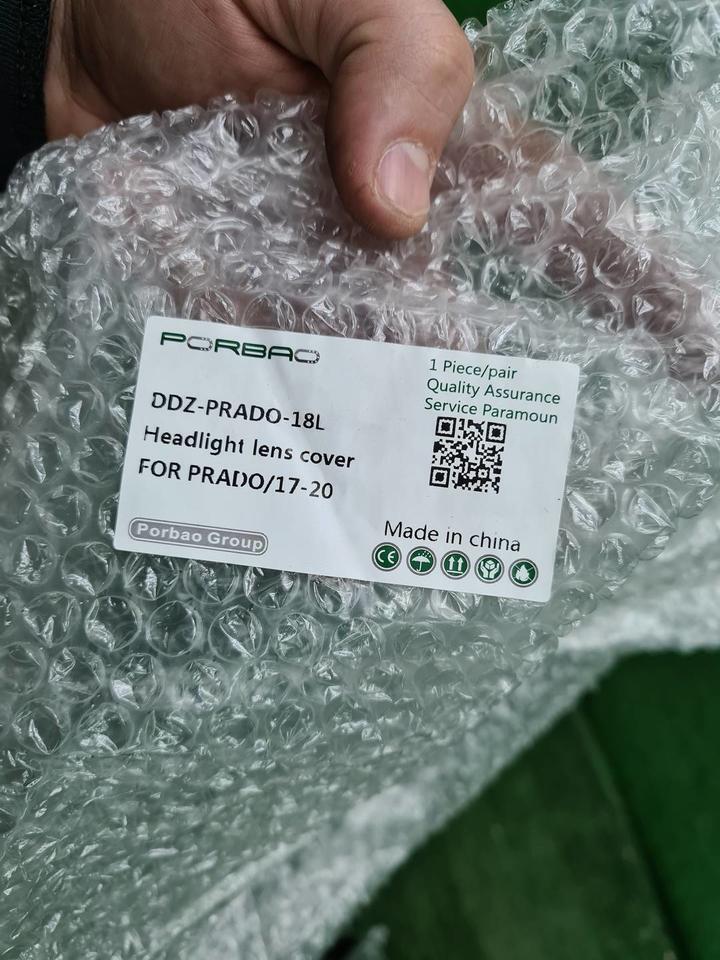 PORBAO
1 Piece/pair
Quality Assurance
Service Paramoun
DDZ-PRADO-18L
Headlight lens cover
FOR PRADO/17-20
Porbao Group
Made in china
CE